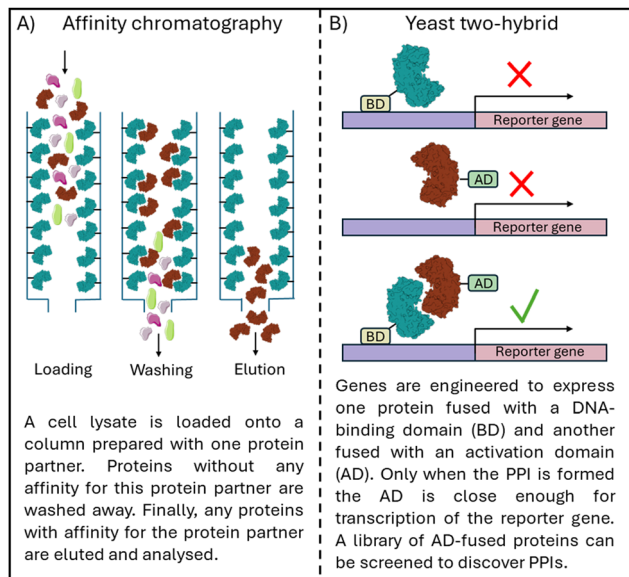 A) Affinity chromatography
Loading Washing Elution
A cell lysate is loaded onto a
column prepared with one protein
partner. Proteins without any
affinity for this protein partner are
washed away. Finally, any proteins
with affinity for the protein partner
are eluted and analysed.
B) Yeast two-hybrid
BD
Reporter gene
AD
Reporter gene
AD
BD
Reporter gene
Genes are engineered to express
one protein fused with a DNA-
binding domain (BD) and another
fused with an activation domain
(AD). Only when the PPI is formed
the AD is close enough for
transcription of the reporter gene.
A library of AD-fused proteins can
be screened to discover PPIs.